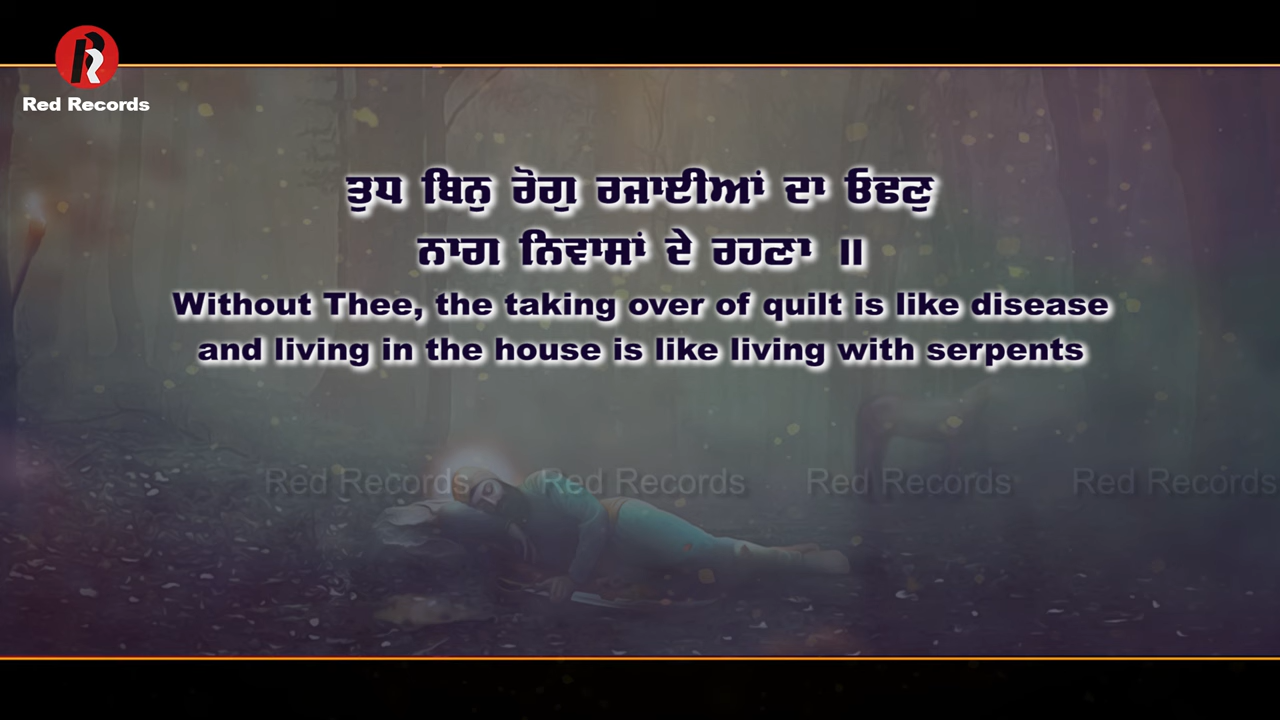 Red Records
ਤੁਧ ਬਿਨੁ ਰੋਗੁ ਰਜਾਈਆਂ ਦਾ ਓਢਣੁ
ਨਾਗ ਨਿਵਾਸਾਂ ਦੇ ਰਹਣਾ ॥
Without Thee, the taking over of quilt is like disease
and living in the house is like living with serpents
Red Records Red Records Red Records Red Records